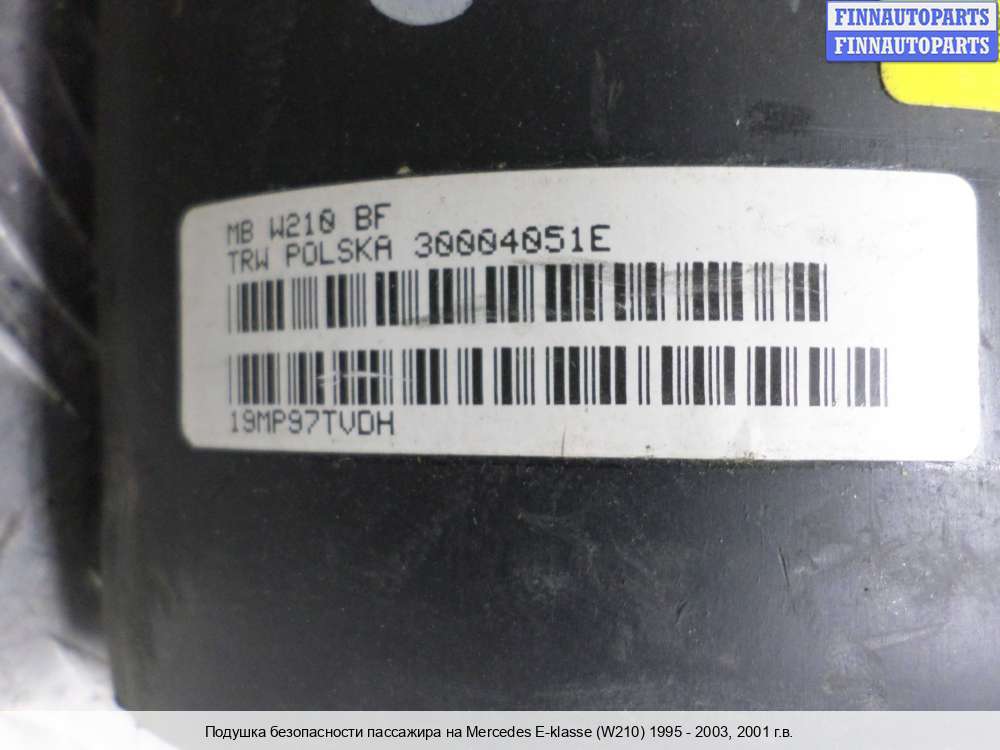 FINNAUTOPARTS
FINNAUTOPARTS
MB W210 BF
TRW POLSKA 30004051E
19MP97TVDH
Подушка безопасности пассажира на Mercedes E-klasse (W210) 1995 - 2003, 2001 г.в.